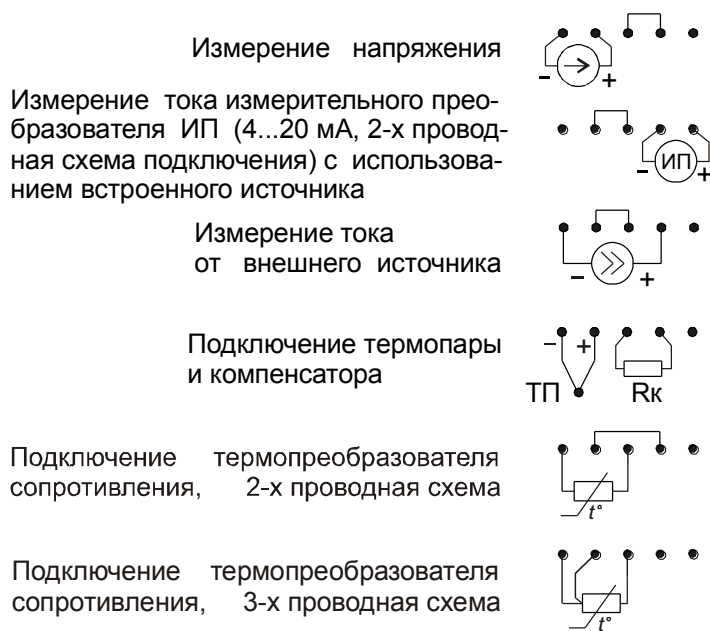 Измерение напряжения
− +
Измерение тока измерительного прео-
бразователя ИП (4...20 мА, 2-х провод-
ная схема подключения) с использова-
нием встроенного источника
− ИП +
Измерение тока
от внешнего источника
− +
Подключение термопары
и компенсатора
− +
ТП Rк
Подключение термопреобразователя
сопротивления, 2-х проводная схема
t°
Подключение термопреобразователя
сопротивления, 3-х проводная схема
t°